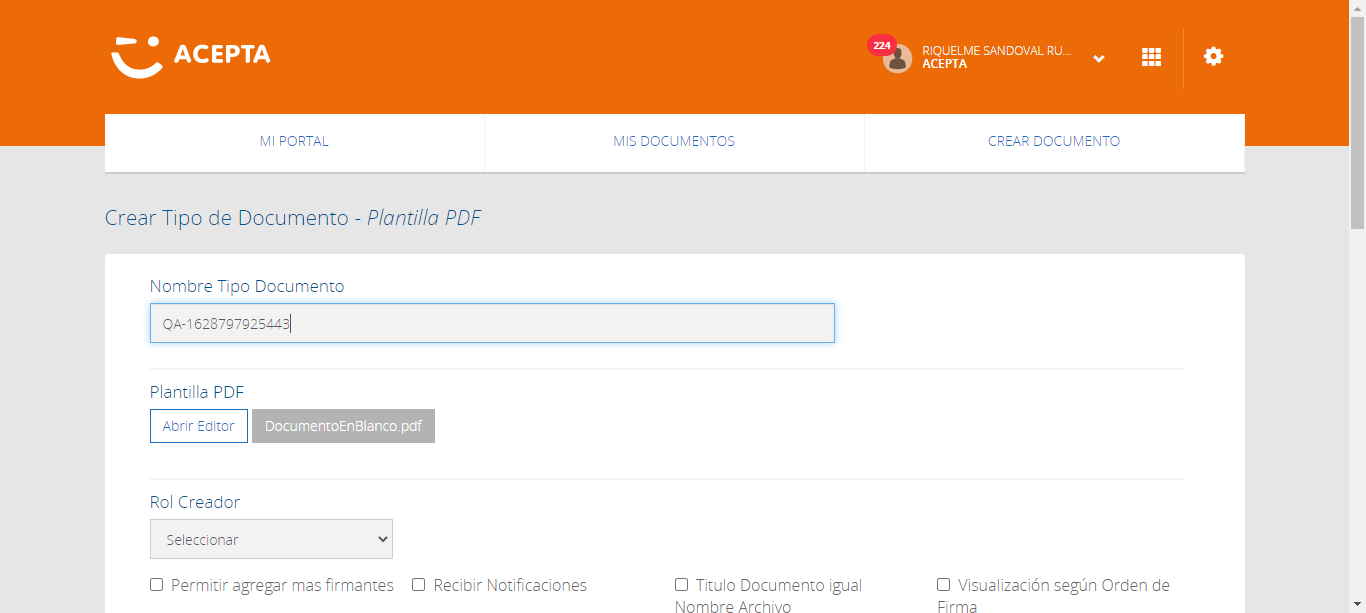 ACEPTA
224
RIQUELME SANDOVAL RU...
ACEPTA
MI PORTAL
MIS DOCUMENTOS
CREAR DOCUMENTO
Crear Tipo de Documento - Plantilla PDF
Nombre Tipo Documento
QA-1628797925443
Plantilla PDF
Abrir Editor
DocumentoEnBlanco.pdf
Rol Creador
Seleccionar
Permitir agregar mas firmantes
Recibir Notificaciones
Titulo Documento igual
Nombre Archivo
Visualización según Orden de
Firma